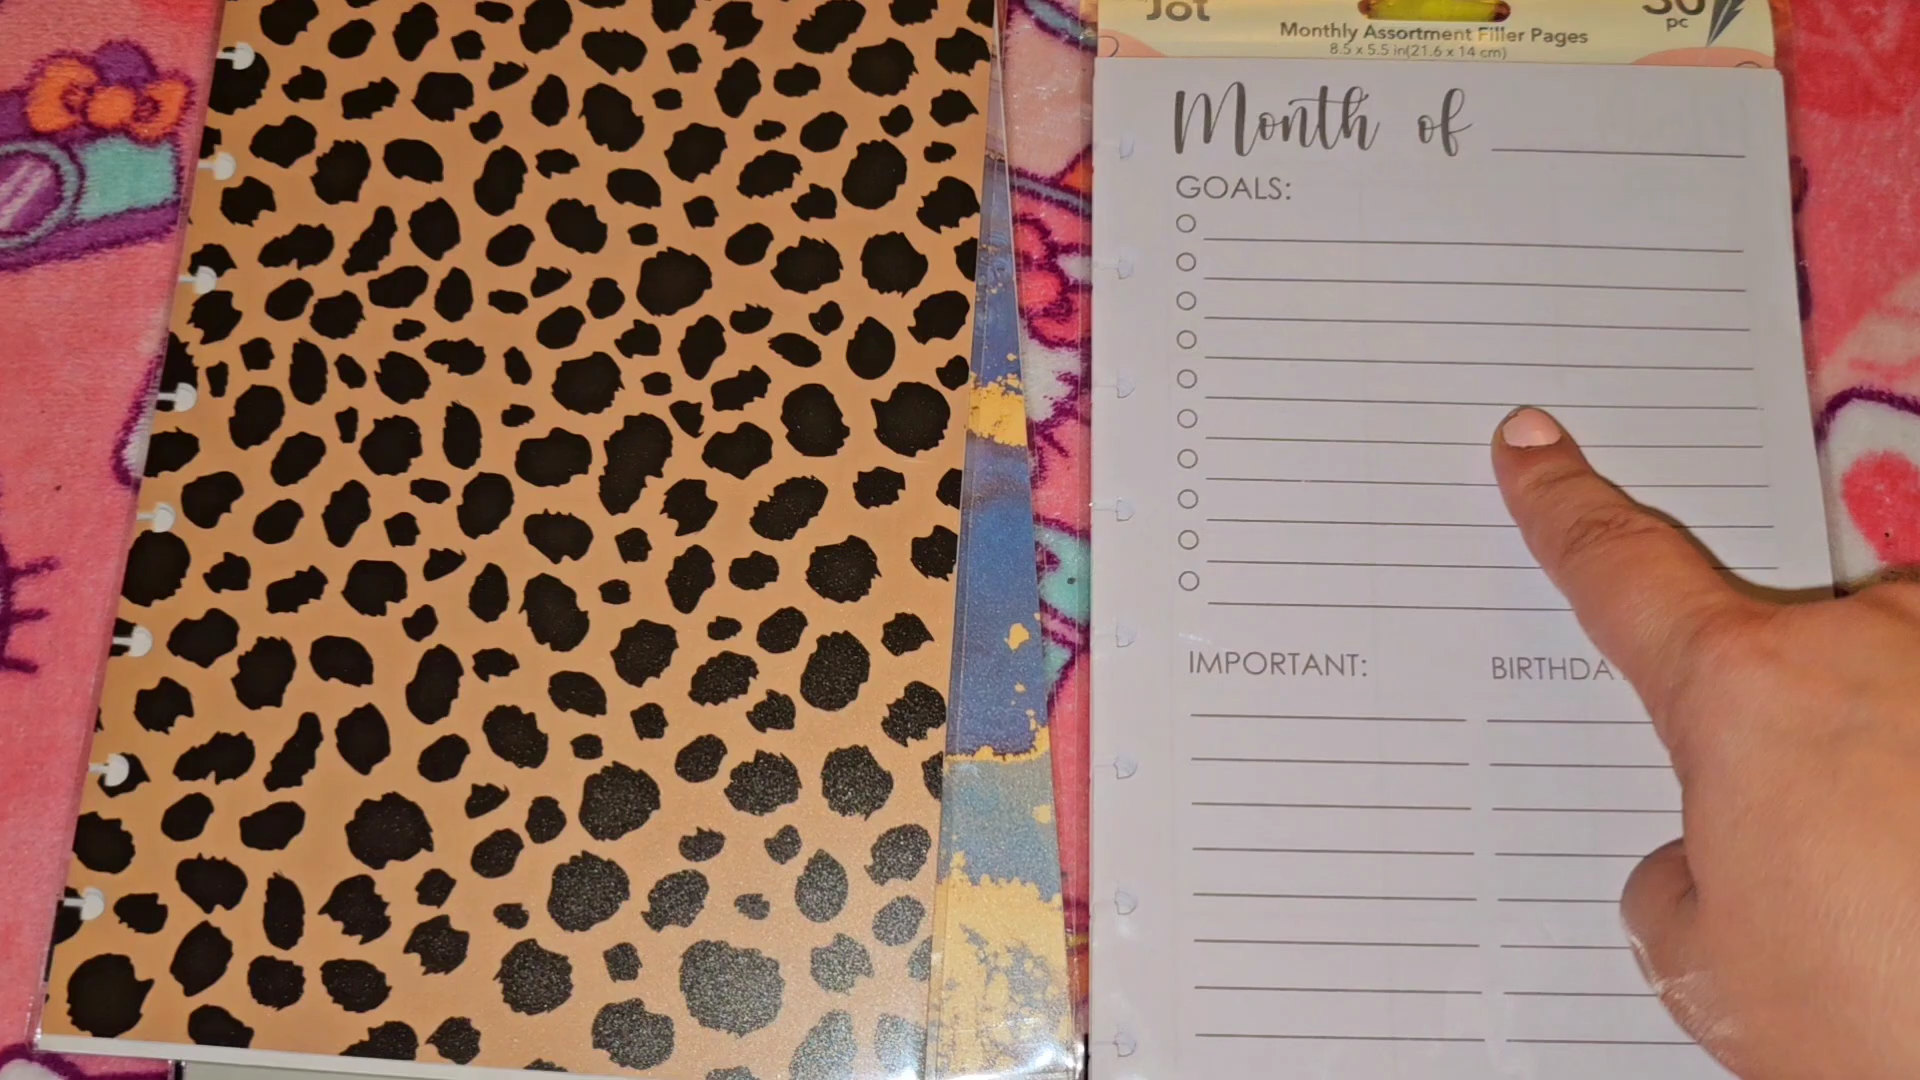 Jot
30
pc
Monthly Assortment Filler Pages
8.5 x 5.5 in(21.6 x 14 cm)
Month of
GOALS:
IMPORTANT:
BIRTHDA